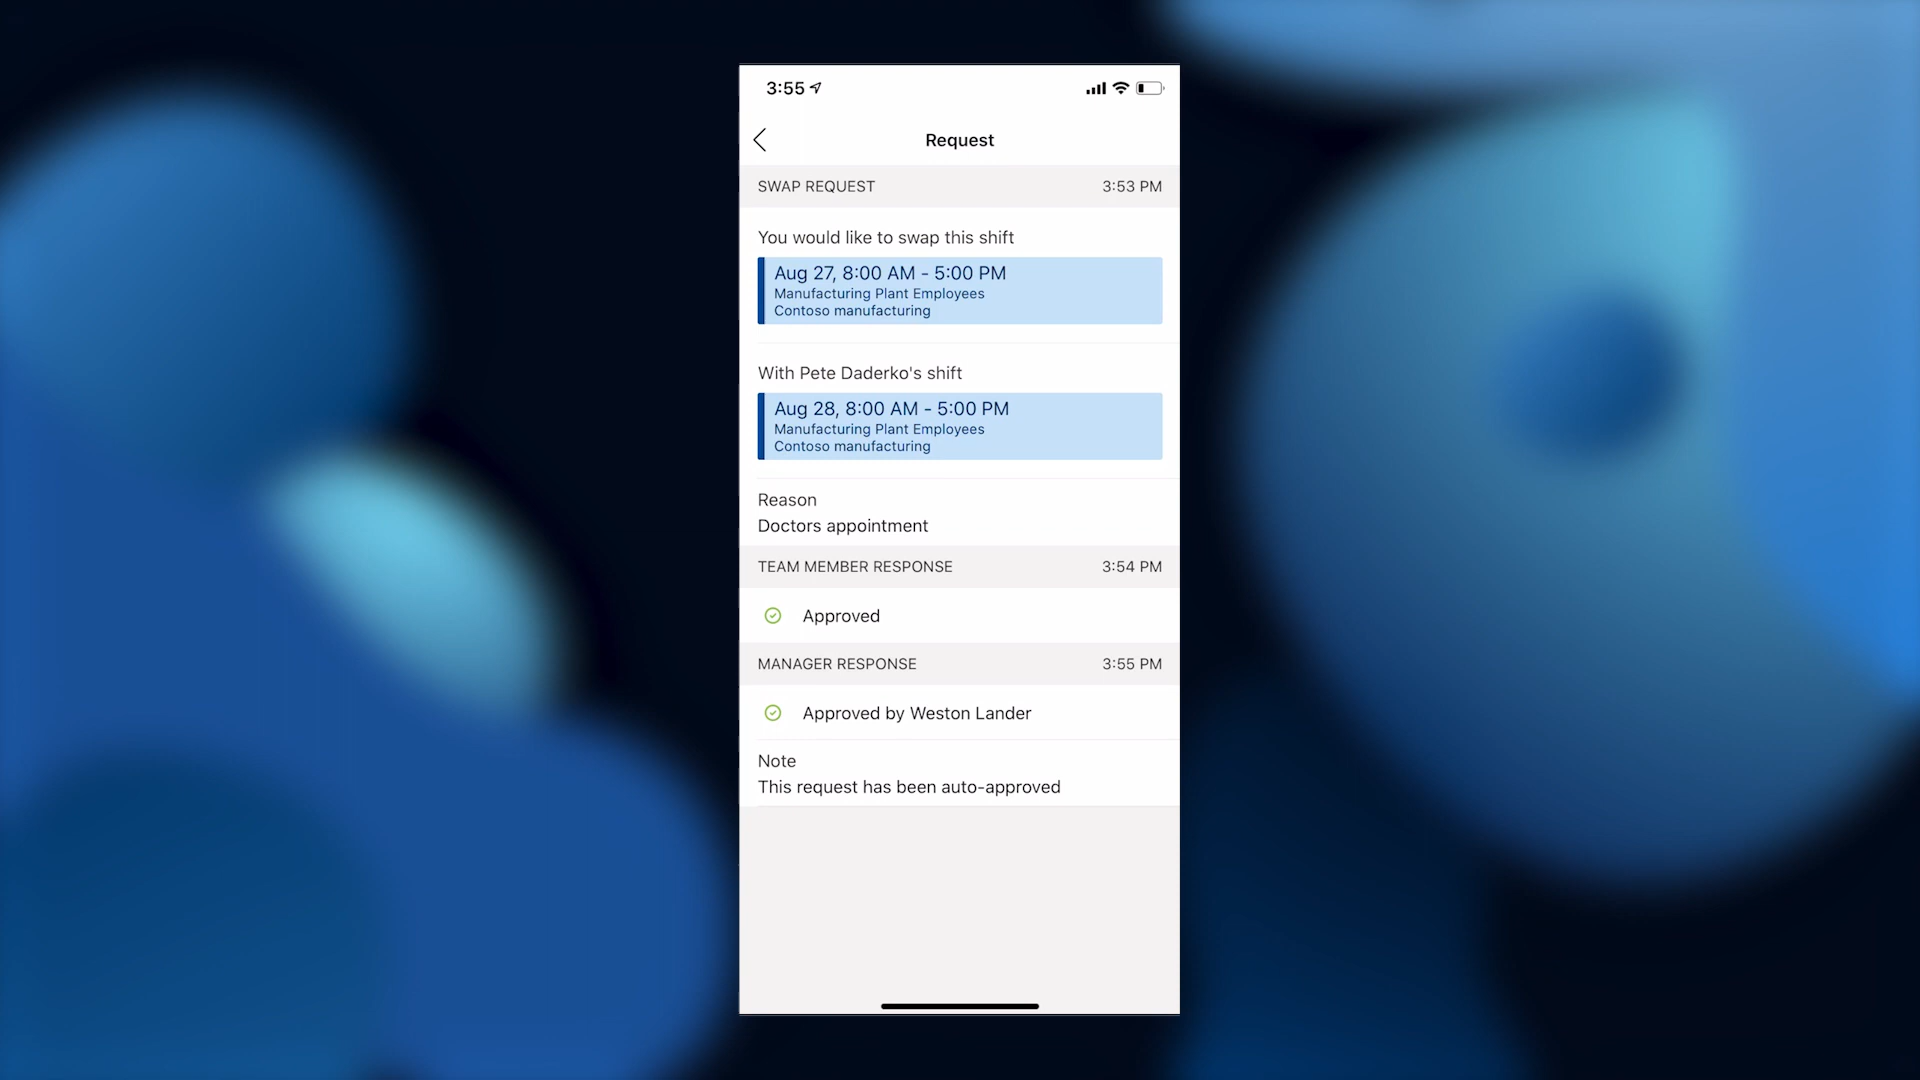 3:55
Request
SWAP REQUEST 3:53 PM
You would like to swap this shift
Aug 27, 8:00 AM - 5:00 PM
Manufacturing Plant Employees
Contoso manufacturing
With Pete Daderko's shift
Aug 28, 8:00 AM - 5:00 PM
Manufacturing Plant Employees
Contoso manufacturing
Reason
Doctors appointment
TEAM MEMBER RESPONSE 3:54 PM
Approved
MANAGER RESPONSE 3:55 PM
Approved by Weston Lander
Note
This request has been auto-approved